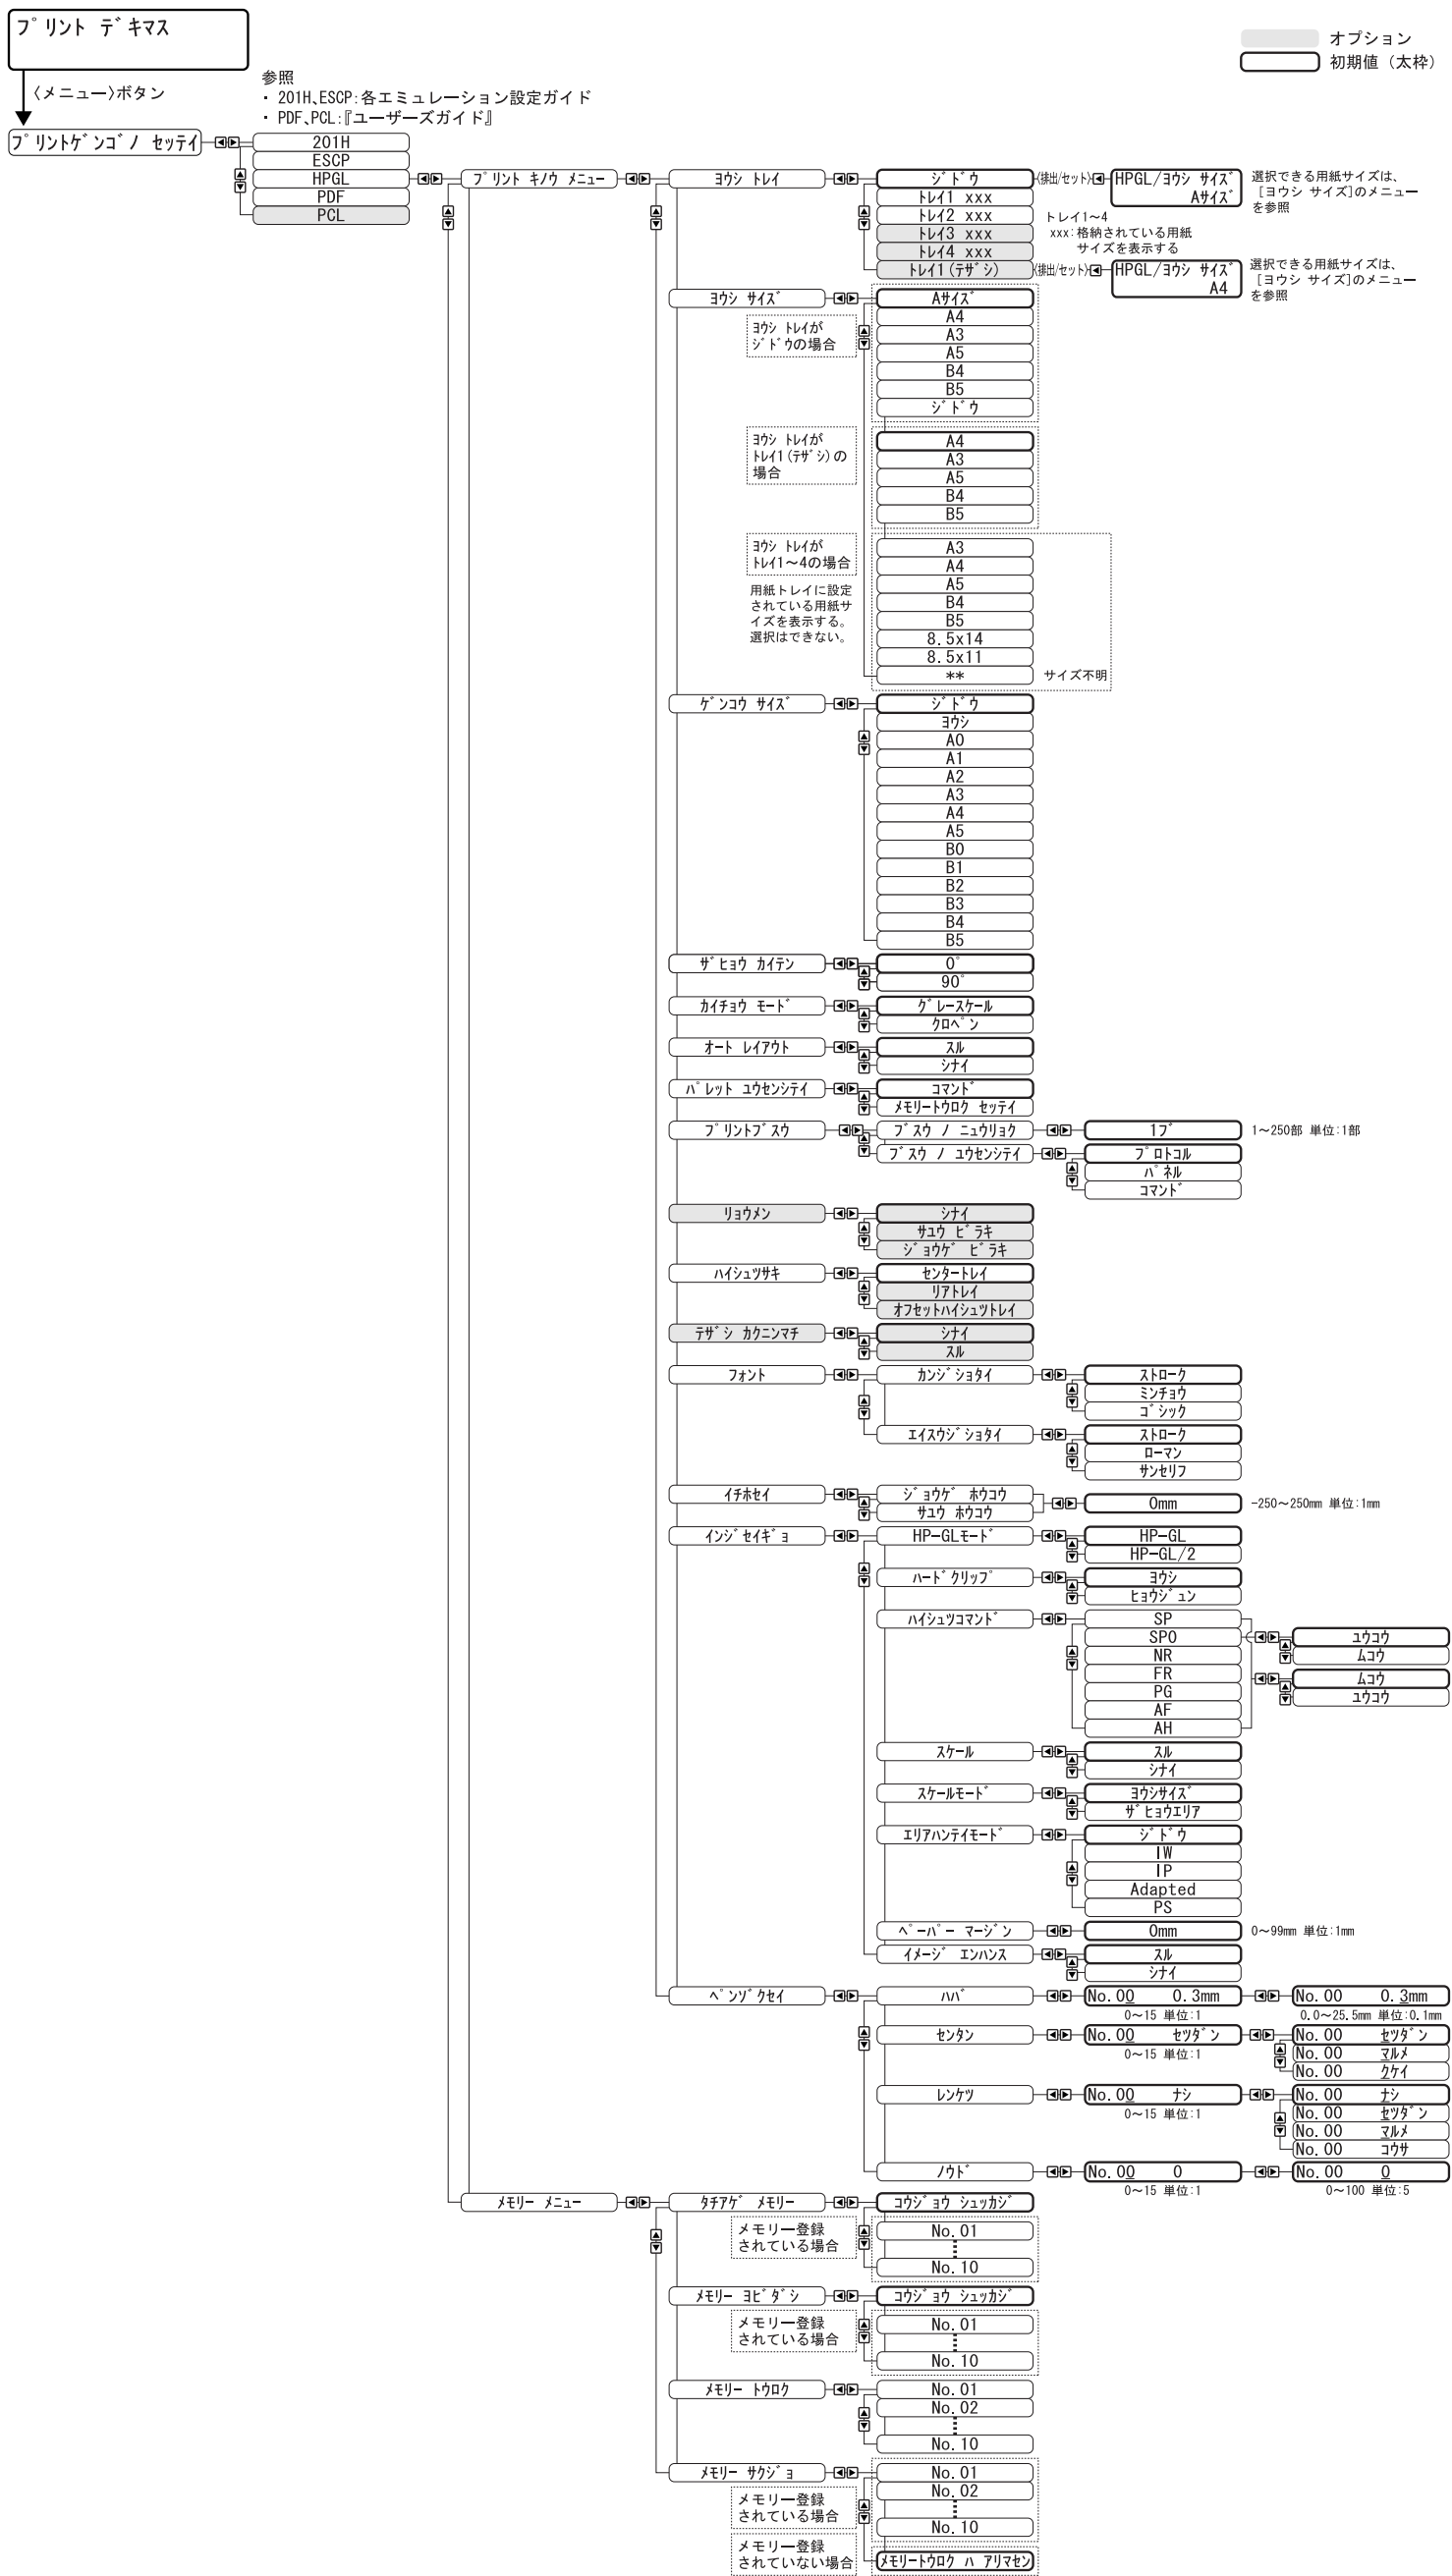 プリント デキマス
オプション
初期値（太枠）
〈メニュー〉ボタン
参照
・ 201H、ESCP：各エミュレーション設定ガイド
・ PDF、PCL：『ユーザーズガイド』
プリントゲンゴノ セッテイ
201H
ESCP
HPGL
PDF
PCL
プリント キノウ メニュー
ヨウシ トレイ
ジドウ
トレイ1 xxx
トレイ2 xxx
トレイ3 xxx
トレイ4 xxx
トレイ1(テザシ)
〈排出/セット〉
HPGL/ヨウシ サイズ
Aサイズ
選択できる用紙サイズは、
［ヨウシ サイズ］のメニュー
を参照
トレイ1～4
xxx：格納されている用紙
サイズを表示する
〈排出/セット〉
HPGL/ヨウシ サイズ
A4
選択できる用紙サイズは、
［ヨウシ サイズ］のメニュー
を参照
ヨウシ サイズ
ヨウシ トレイが
ジドウの場合
Aサイズ
A4
A3
A5
B4
B5
ジドウ
ヨウシ トレイが
トレイ1(テザシ)の
場合
A4
A3
A5
B4
B5
ヨウシ トレイが
トレイ1～4の場合
用紙トレイに設定
されている用紙サ
イズを表示する。
選択はできない。
A3
A4
A5
B4
B5
8.5x14
8.5x11
**
サイズ不明
ゲンコウ サイズ
ジドウ
ヨウシ
A0
A1
A2
A3
A4
A5
B0
B1
B2
B3
B4
B5
ザヒョウ カイテン
0°
90°
カイチョウ モード
グレースケール
クロペン
オート レイアウト
スル
シナイ
パレット ユウセンシテイ
コマンド
メモリートウロク セッテイ
プリントブスウ
ブスウ ノ ニュウリョク
1ブ
1～250部 単位：1部
ブスウ ノ ユウセンシテイ
プロトコル
パネル
コマンド
リョウメン
シナイ
サユウ ビラキ
ジョウゲ ビラキ
ハイシュツサキ
センタートレイ
リアトレイ
オフセットハイシュツトレイ
テザシ カクニンマチ
シナイ
スル
フォント
カンジショタイ
ストローク
ミンチョウ
ゴシック
エイスウジショタイ
ストローク
ローマン
サンセリフ
イチホセイ
ジョウゲ ホウコウ
サユウ ホウコウ
0mm
-250～250mm 単位：1mm
インジセイギョ
HP-GLモード
HP-GL
HP-GL/2
ハードクリップ
ヨウシ
ヒョウジュン
ハイシュツコマンド
SP
SPO
NR
FR
PG
AF
AH
ユウコウ
ムコウ
ムコウ
ユウコウ
スケール
スル
シナイ
スケールモード
ヨウシサイズ
ザヒョウエリア
エリアハンテイモード
ジドウ
IW
IP
Adapted
PS
ペーパー マージン
0mm
0～99mm 単位：1mm
イメージ エンハンス
スル
シナイ
ペンゾクセイ
ハバ
No.00 0.3mm
0～15 単位：1
No.00 0.3mm
0.0～25.5mm 単位：0.1mm
センタン
No.00 セツダン
0～15 単位：1
No.00 セツダン
No.00 マルメ
No.00 クケイ
レンケツ
No.00 ナシ
0～15 単位：1
No.00 ナシ
No.00 セツダン
No.00 マルメ
No.00 コウサ
ノウド
No.00 0
0～15 単位：1
No.00 0
0～100 単位：5
メモリー メニュー
タチアゲ メモリー
コウジョウ シュッカジ
メモリー登録
されている場合
No.01
No.10
メモリー ヨビダシ
コウジョウ シュッカジ
メモリー登録
されている場合
No.01
No.10
メモリー トウロク
No.01
No.02
No.10
メモリー サクジョ
No.01
No.02
No.10
メモリー登録
されている場合
メモリー登録
されていない場合
メモリートウロク ハ アリマセン